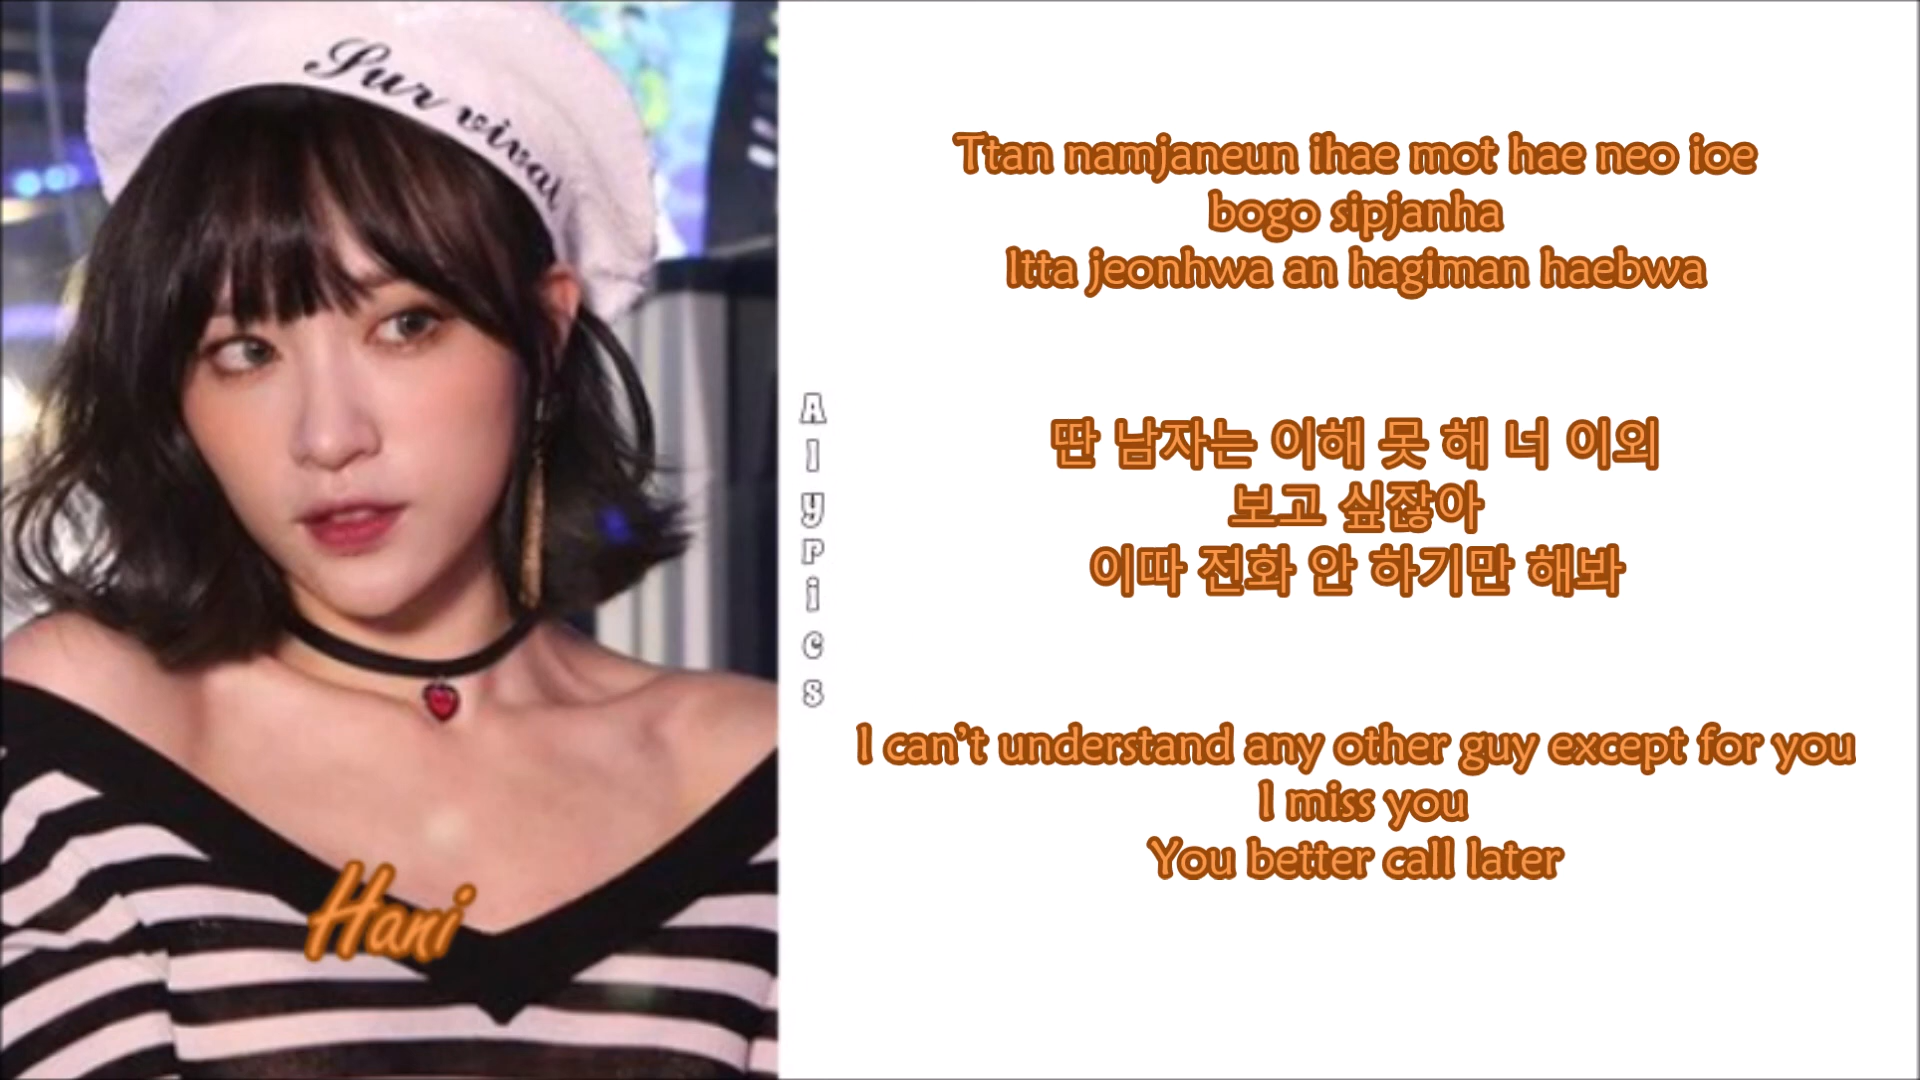 Sur vival
Hani
Alypics
Ttan namjaneun ihae mot hae neo ioe
bogo sipjanha
Itta jeonhwa an hagiman haebwa
딴 남자는 이해 못 해 너 이외
보고 싶잖아
이따 전화 안 하기만 해봐
I can't understand any other guy except for you
I miss you
You better call later